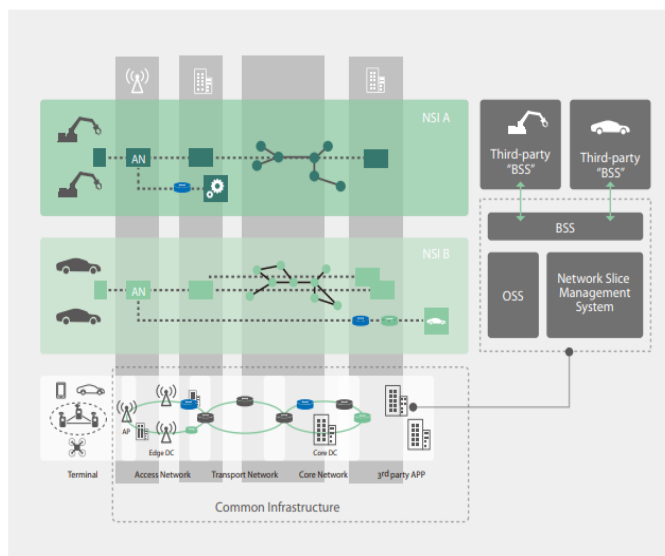 NSI A
AN
Third-party
"BSS"
Third-party
"BSS"
BSS
NSI B
AN
OSS
Network Slice
Management
System
AP
Edge DC
Core DC
Terminal
Access Network
Transport Network
Core Network
3rd party APP
Common Infrastructure